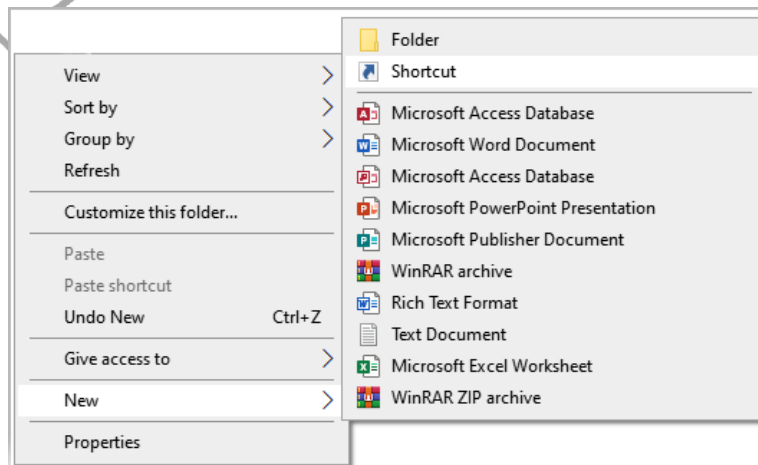 View
Sort by
Group by
Refresh
Customize this folder...
Paste
Paste shortcut
Undo New Ctrl+Z
Give access to
New
Properties
Folder
Shortcut
Microsoft Access Database
Microsoft Word Document
Microsoft Access Database
Microsoft PowerPoint Presentation
Microsoft Publisher Document
WinRAR archive
Rich Text Format
Text Document
Microsoft Excel Worksheet
WinRAR ZIP archive